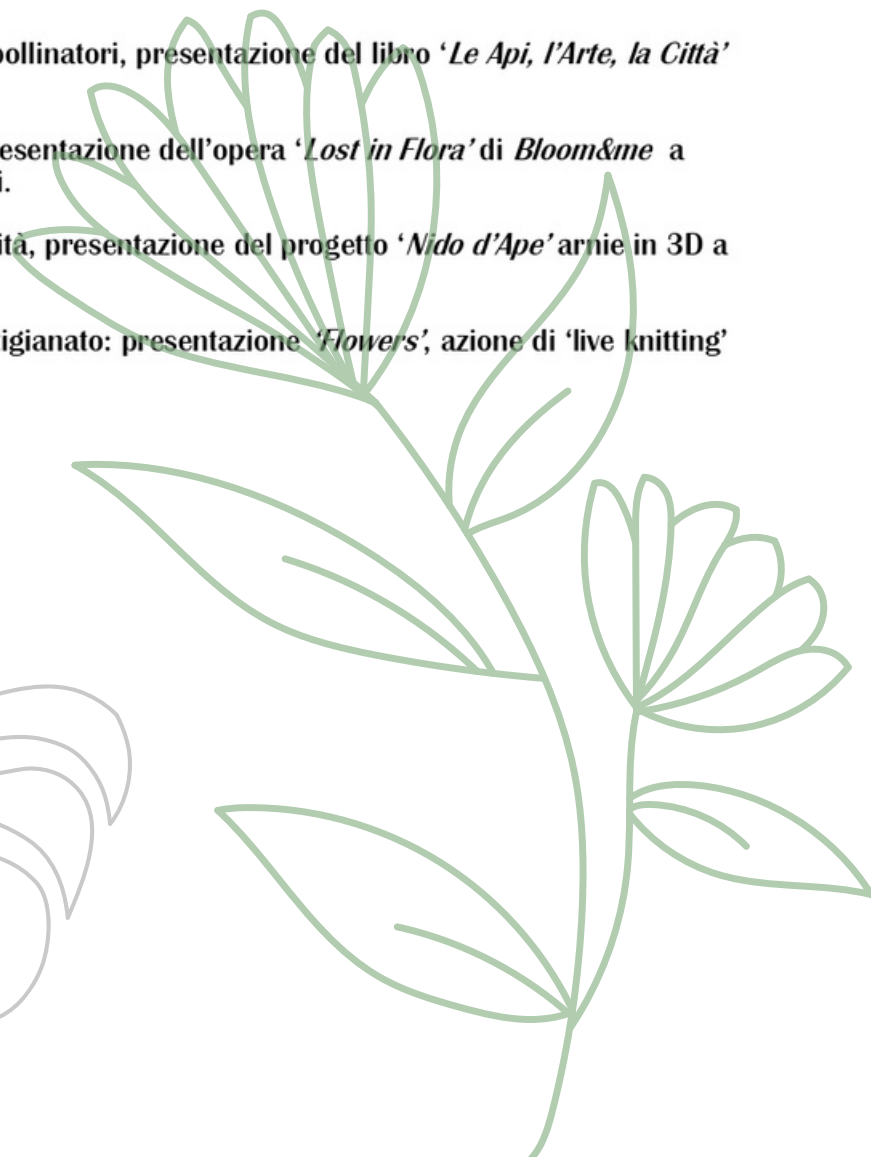 pollinatori, presentazione del libro ‘Le Api, l’Arte, la Città’
esentazione dell’opera ‘Lost in Flora’ di Bloom&me a
i.
ità, presentazione del progetto ‘Nido d’Ape’ arnie in 3D a
igianato: presentazione ‘Flowers’, azione di ‘live knitting’